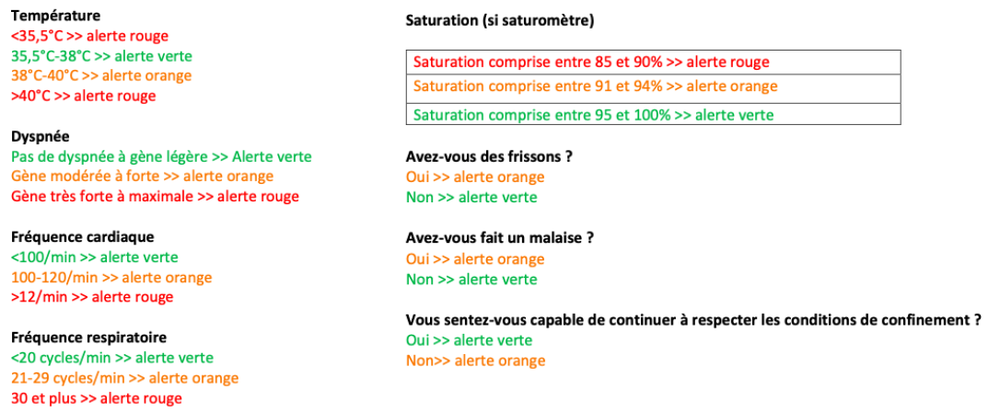 Température
<35,5°C >> alerte rouge
35,5°C-38°C >> alerte verte
38°C-40°C >> alerte orange
>40°C >> alerte rouge
Dyspnée
Pas de dyspnée à gène légère >> Alerte verte
Gène modérée à forte >> alerte orange
Gène très forte à maximale >> alerte rouge
Fréquence cardiaque
<100/min >> alerte verte
100-120/min >> alerte orange
>12/min >> alerte rouge
Fréquence respiratoire
<20 cycles/min >> alerte verte
21-29 cycles/min >> alerte orange
30 et plus >> alerte rouge
Saturation (si saturomètre)
Saturation comprise entre 85 et 90% >> alerte rouge
Saturation comprise entre 91 et 94% >> alerte orange
Saturation comprise entre 95 et 100% >> alerte verte
Avez-vous des frissons ?
Oui >> alerte orange
Non >> alerte verte
Avez-vous fait un malaise ?
Oui >> alerte orange
Non >> alerte verte
Vous sentez-vous capable de continuer à respecter les conditions de confinement ?
Oui >> alerte verte
Non>> alerte orange